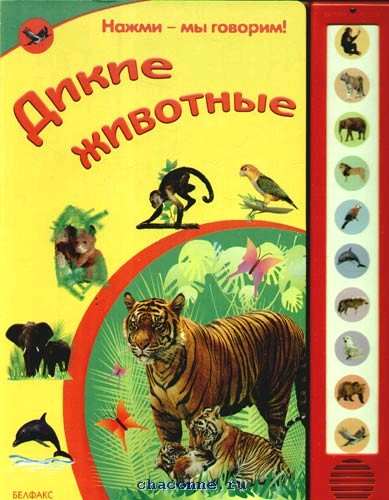 Нажми – мы говорим!
Дикие
животные
БЕЛФАКС
chaconne.ru